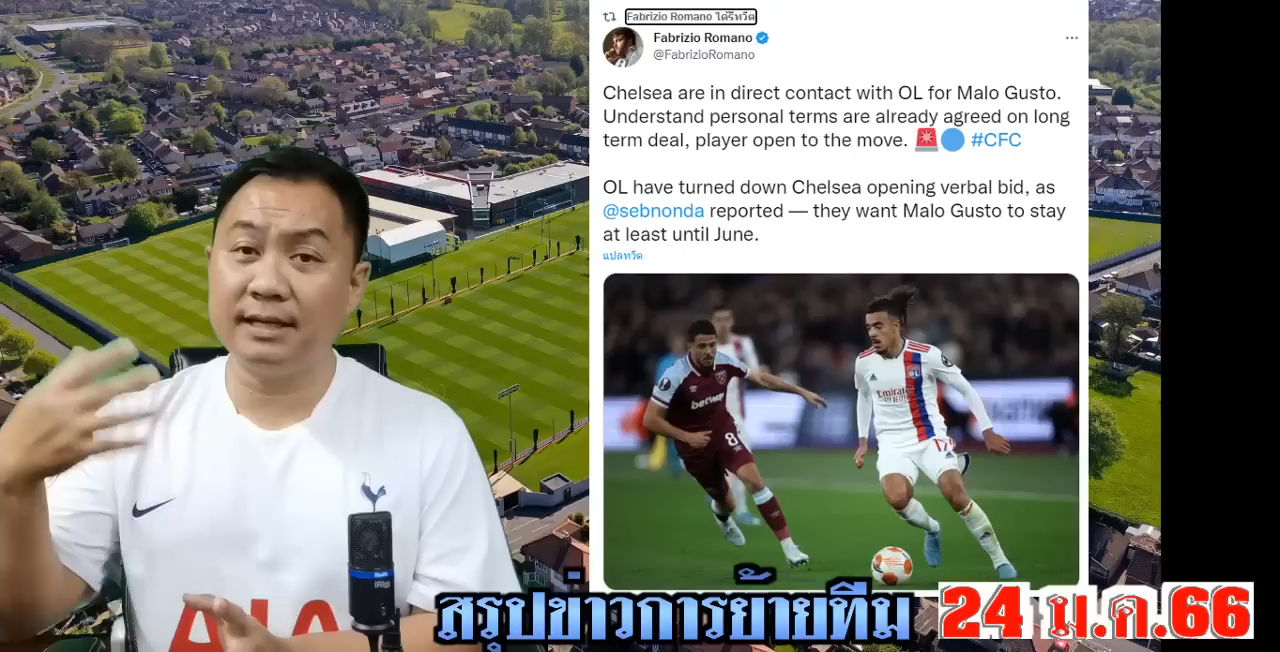 Fabrizio Romano ได้รีทวีต
Fabrizio Romano
@FabrizioRomano
Chelsea are in direct contact with OL for Malo Gusto.
Understand personal terms are already agreed on long
term deal, player open to the move. 🚨🔵 #CFC
OL have turned down Chelsea opening verbal bid, as
@sebnonda reported — they want Malo Gusto to stay
at least until June.
แปลทวีต
betway
8
Emirates
OL
17
iRig
AIA
สรุปข่าวการย้ายทีม 24 ม.ค.66